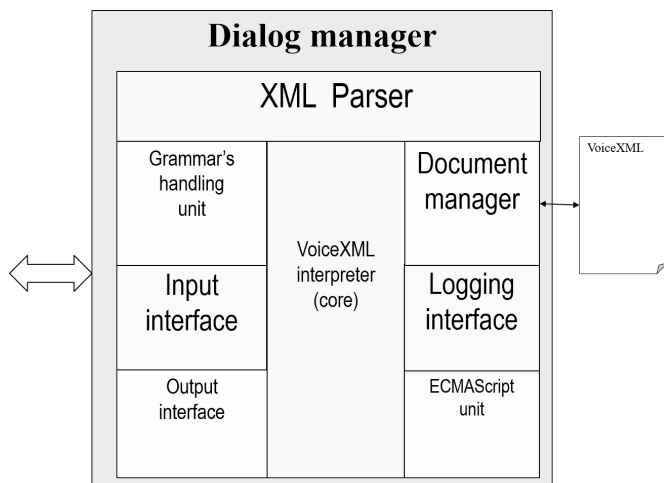 Dialog manager
XML Parser
Grammar's
handling
unit
Input
interface
Output
interface
VoiceXML
interpreter
(core)
Document
manager
Logging
interface
ECMAScript
unit
VoiceXML